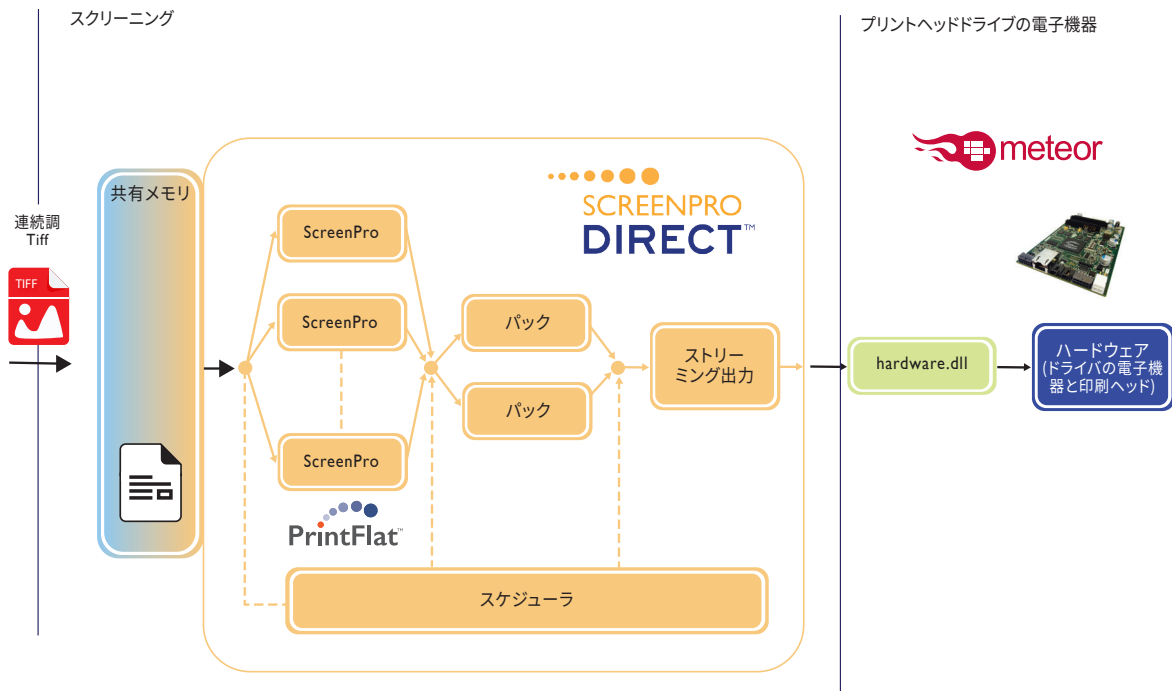 スクリーニング
プリントヘッドドライブの電子機器
meteor
共有メモリ
連続調
Tiff
TIFF
ScreenPro
SCREENPRO
DIRECT™
ScreenPro
パック
ストリー
ミング出力
hardware.dll
ハードウェア
(ドライバの電子機
器と印刷ヘッド)
パック
ScreenPro
PrintFlat™
スケジューラ